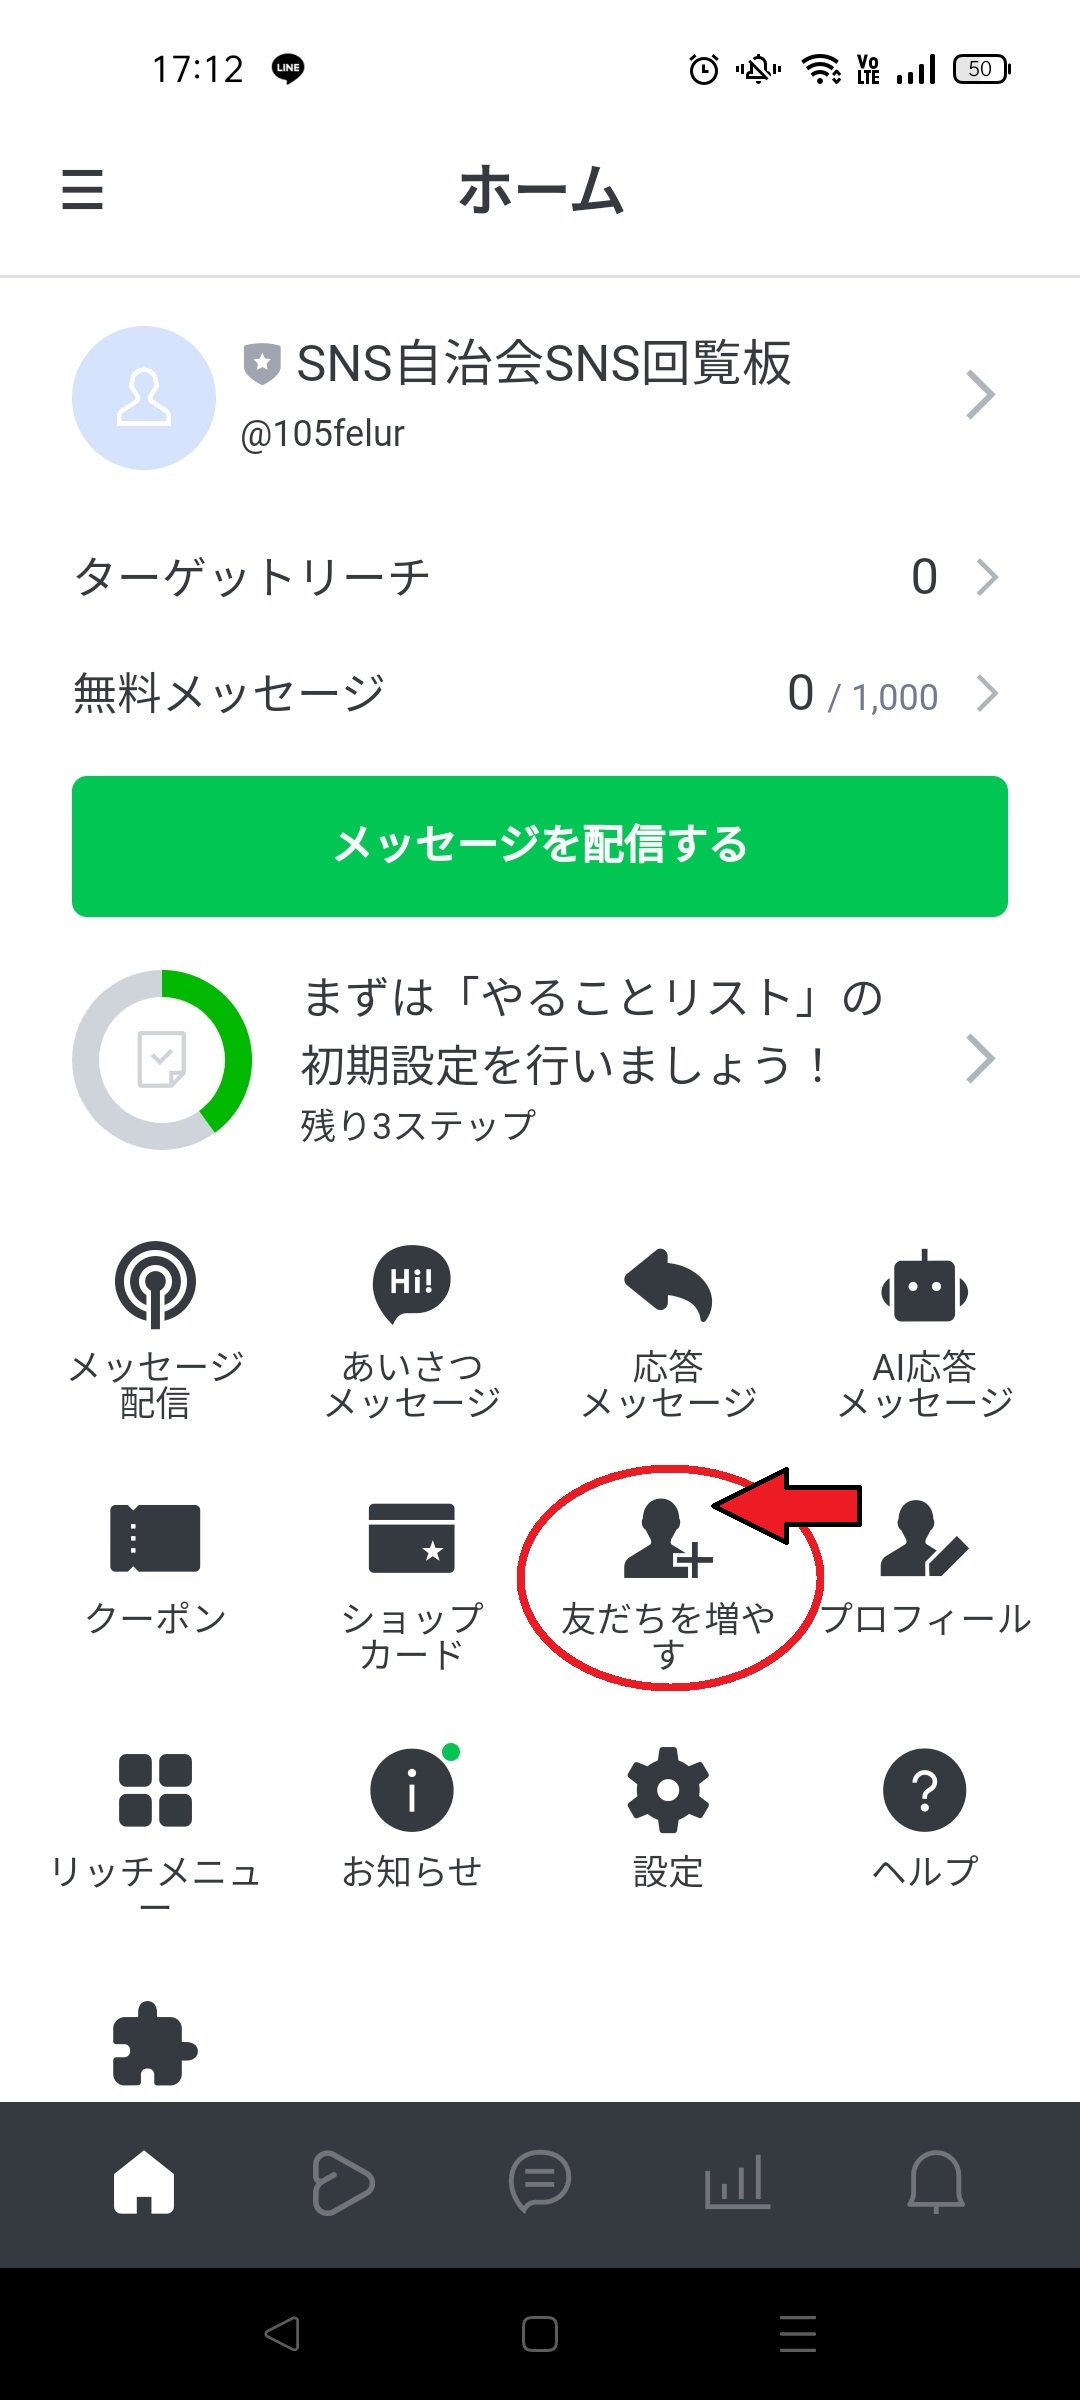 17:12 LINE Vo LTE 50
ホーム
SNS自治会SNS回覧板
@105felur
ターゲットリーチ 0
無料メッセージ 0 / 1,000
メッセージを配信する
まずは「やることリスト」の
初期設定を行いましょう！
残り3ステップ
Hi!
メッセージ
配信
あいさつ
メッセージ
応答
メッセージ
AI応答
メッセージ
クーポン
ショップ
カード
友だちを増や
す
プロフィール
リッチメニュ
ー
お知らせ
設定
ヘルプ